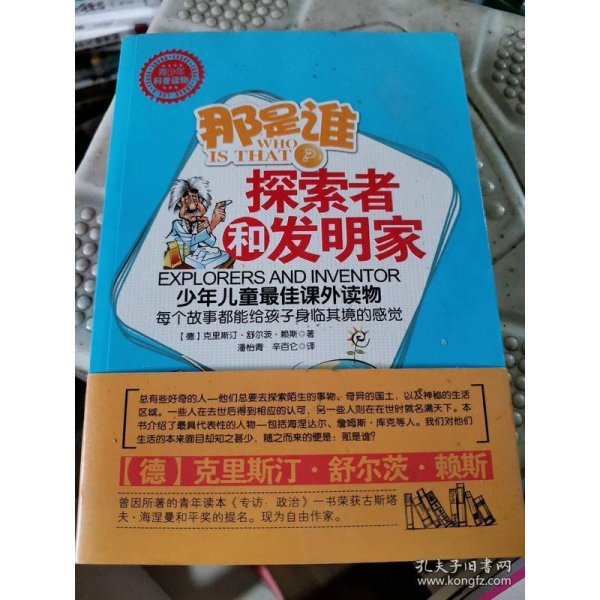 青少年
科普读物
那是谁
WHO
IS THAT ?
探索者
和发明家
EXPLORERS AND INVENTOR
少年儿童最佳课外读物
每个故事都能给孩子身临其境的感觉
【德】克里斯汀·舒尔茨·赖斯 著
潘怡青 辛百仑 译
总有些好奇的人—他们总要去探索陌生的事物、奇异的国土，以及神秘的生活
区域。一些人在去世后得到相应的认可，另一些人则在在世时就名满天下。本
书介绍了最具代表性的人物—包括海涅达尔、詹姆斯·库克等人。我们对他们
生活的本来面目却知之甚少，随之而来的便是：那是谁？
【德】克里斯汀·舒尔茨·赖斯
曾因所著的青年读本《专访 政治》一书荣获古斯塔
夫·海涅曼和平奖的提名。现为自由作家。
孔夫子旧书网
www.kongfz.com